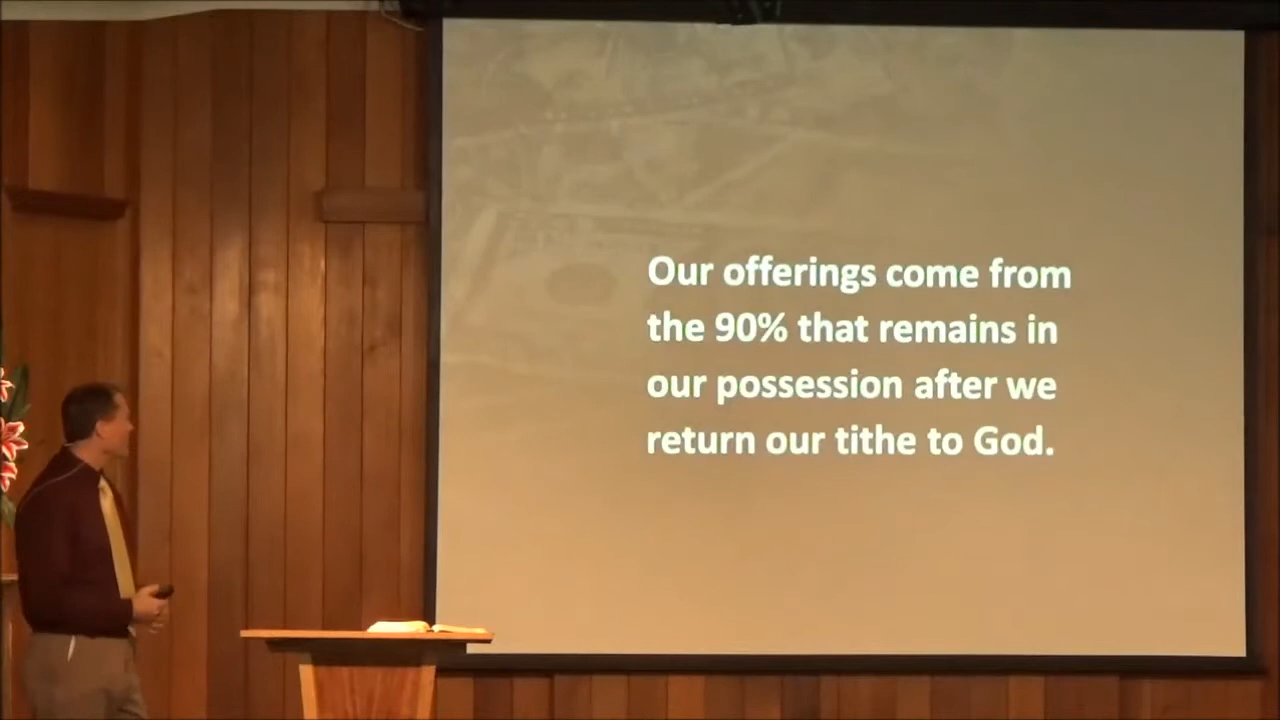 Our offerings come from
the 90% that remains in
our possession after we
return our tithe to God.